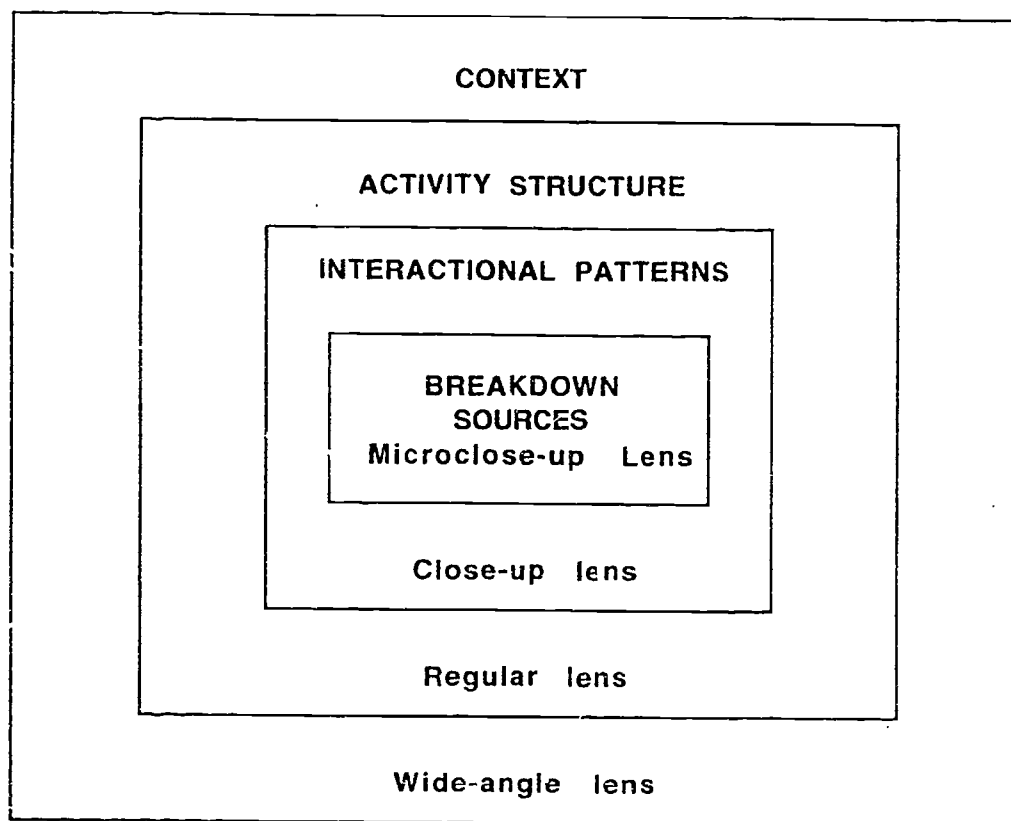 CONTEXT
ACTIVITY STRUCTURE
INTERACTIONAL PATTERNS
BREAKDOWN
SOURCES
Microclose-up Lens
Close-up lens
Regular lens
Wide-angle lens